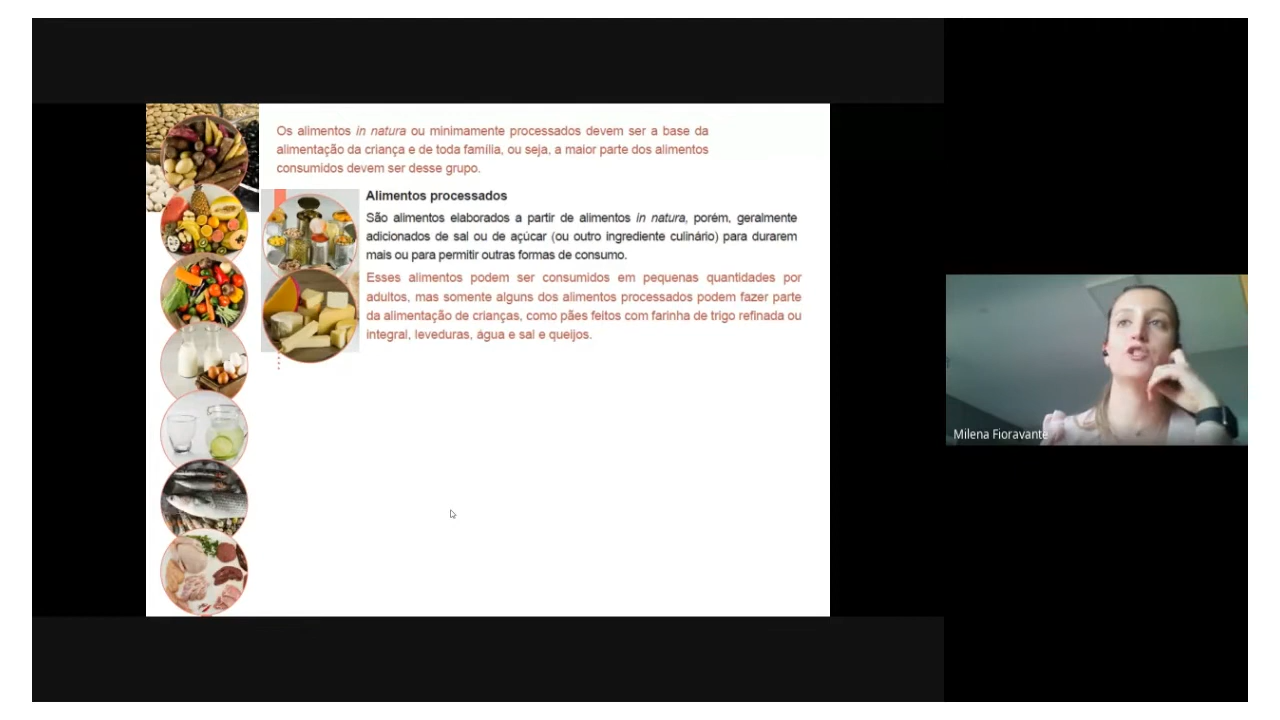 Os alimentos in natura ou minimamente processados devem ser a base da
alimentação da criança e de toda família, ou seja, a maior parte dos alimentos
consumidos devem ser desse grupo.
Alimentos processados
São alimentos elaborados a partir de alimentos in natura, porém, geralmente
adicionados de sal ou de açúcar (ou outro ingrediente culinário) para durarem
mais ou para permitir outras formas de consumo.
Esses alimentos podem ser consumidos em pequenas quantidades por
adultos, mas somente alguns dos alimentos processados podem fazer parte
da alimentação de crianças, como pães feitos com farinha de trigo refinada ou
integral, leveduras, água e sal e queijos.
Milena Fioravante